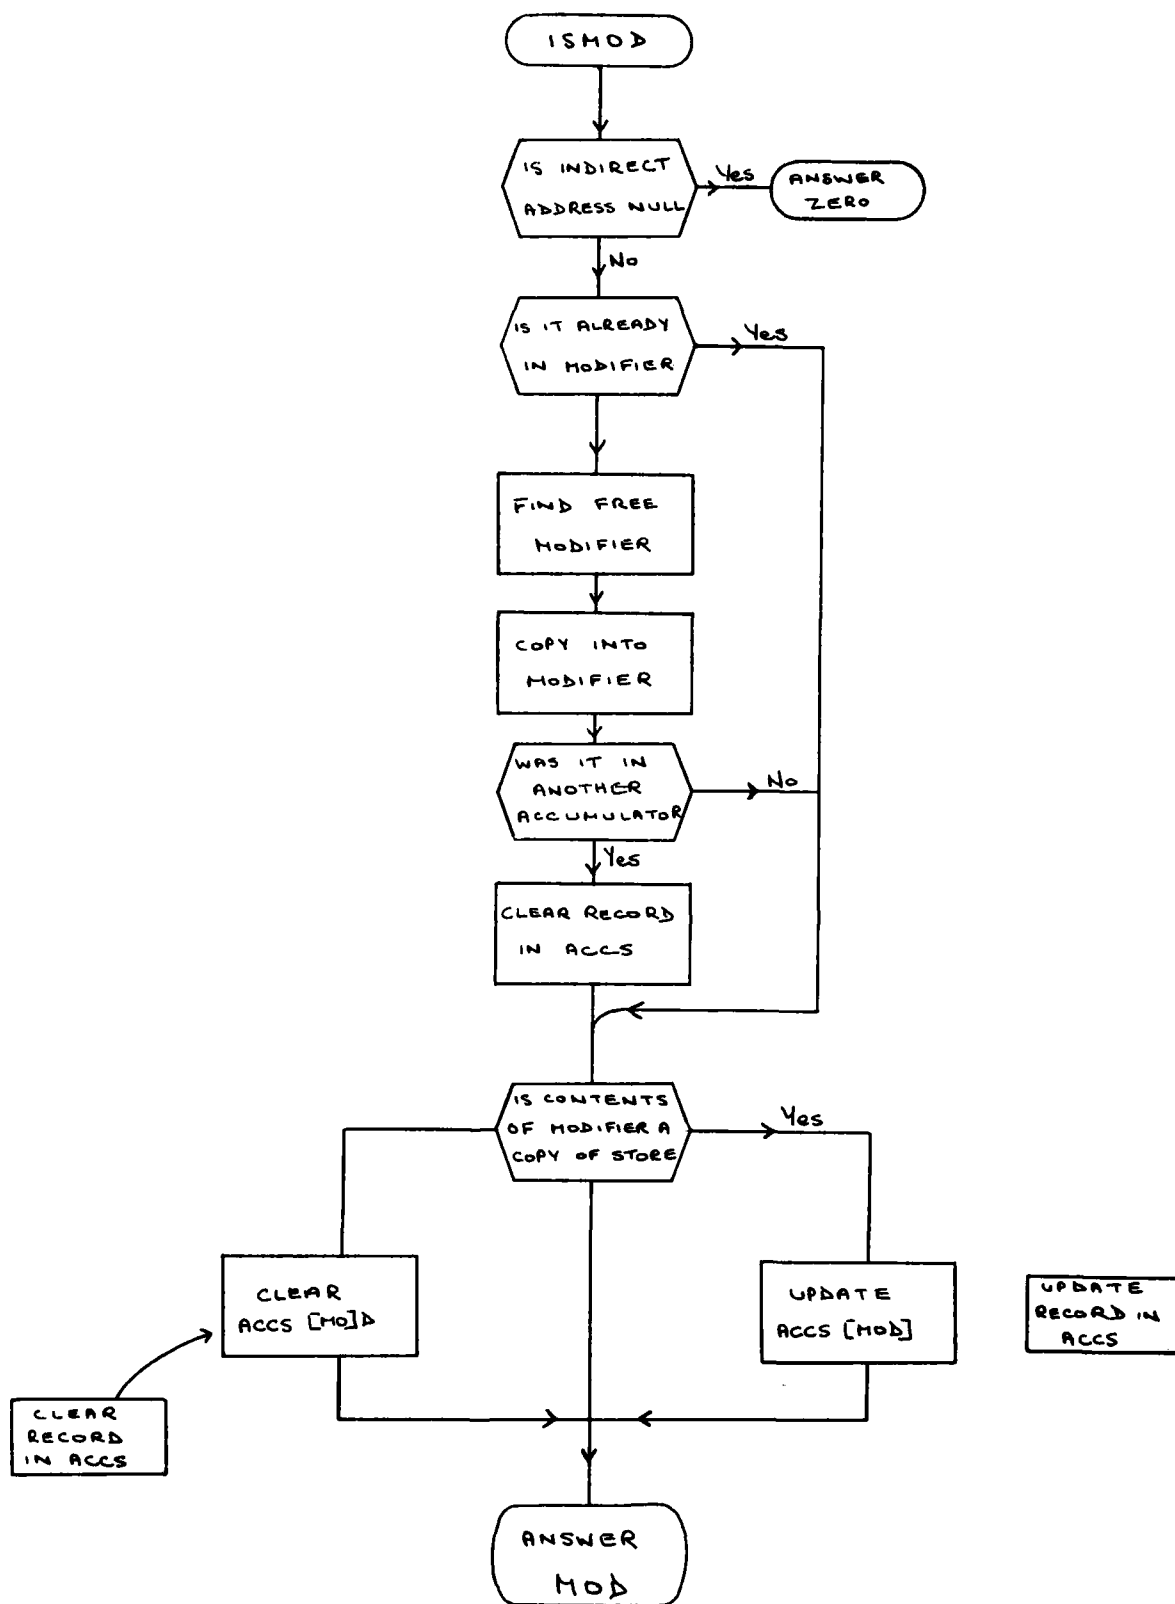 ISMOD
IS INDIRECT
ADDRESS NULL
Yes
ANSWER
ZERO
No
IS IT ALREADY
IN MODIFIER
Yes
FIND FREE
MODIFIER
COPY INTO
MODIFIER
WAS IT IN
ANOTHER
ACCUMULATOR
No
Yes
CLEAR RECORD
IN ACCS
IS CONTENTS
OF MODIFIER A
COPY OF STORE
Yes
CLEAR
ACCS [MO]D
UPDATE
ACCS [MOD]
UPDATE
RECORD IN
ACCS
CLEAR
RECORD
IN ACCS
ANSWER
MOD